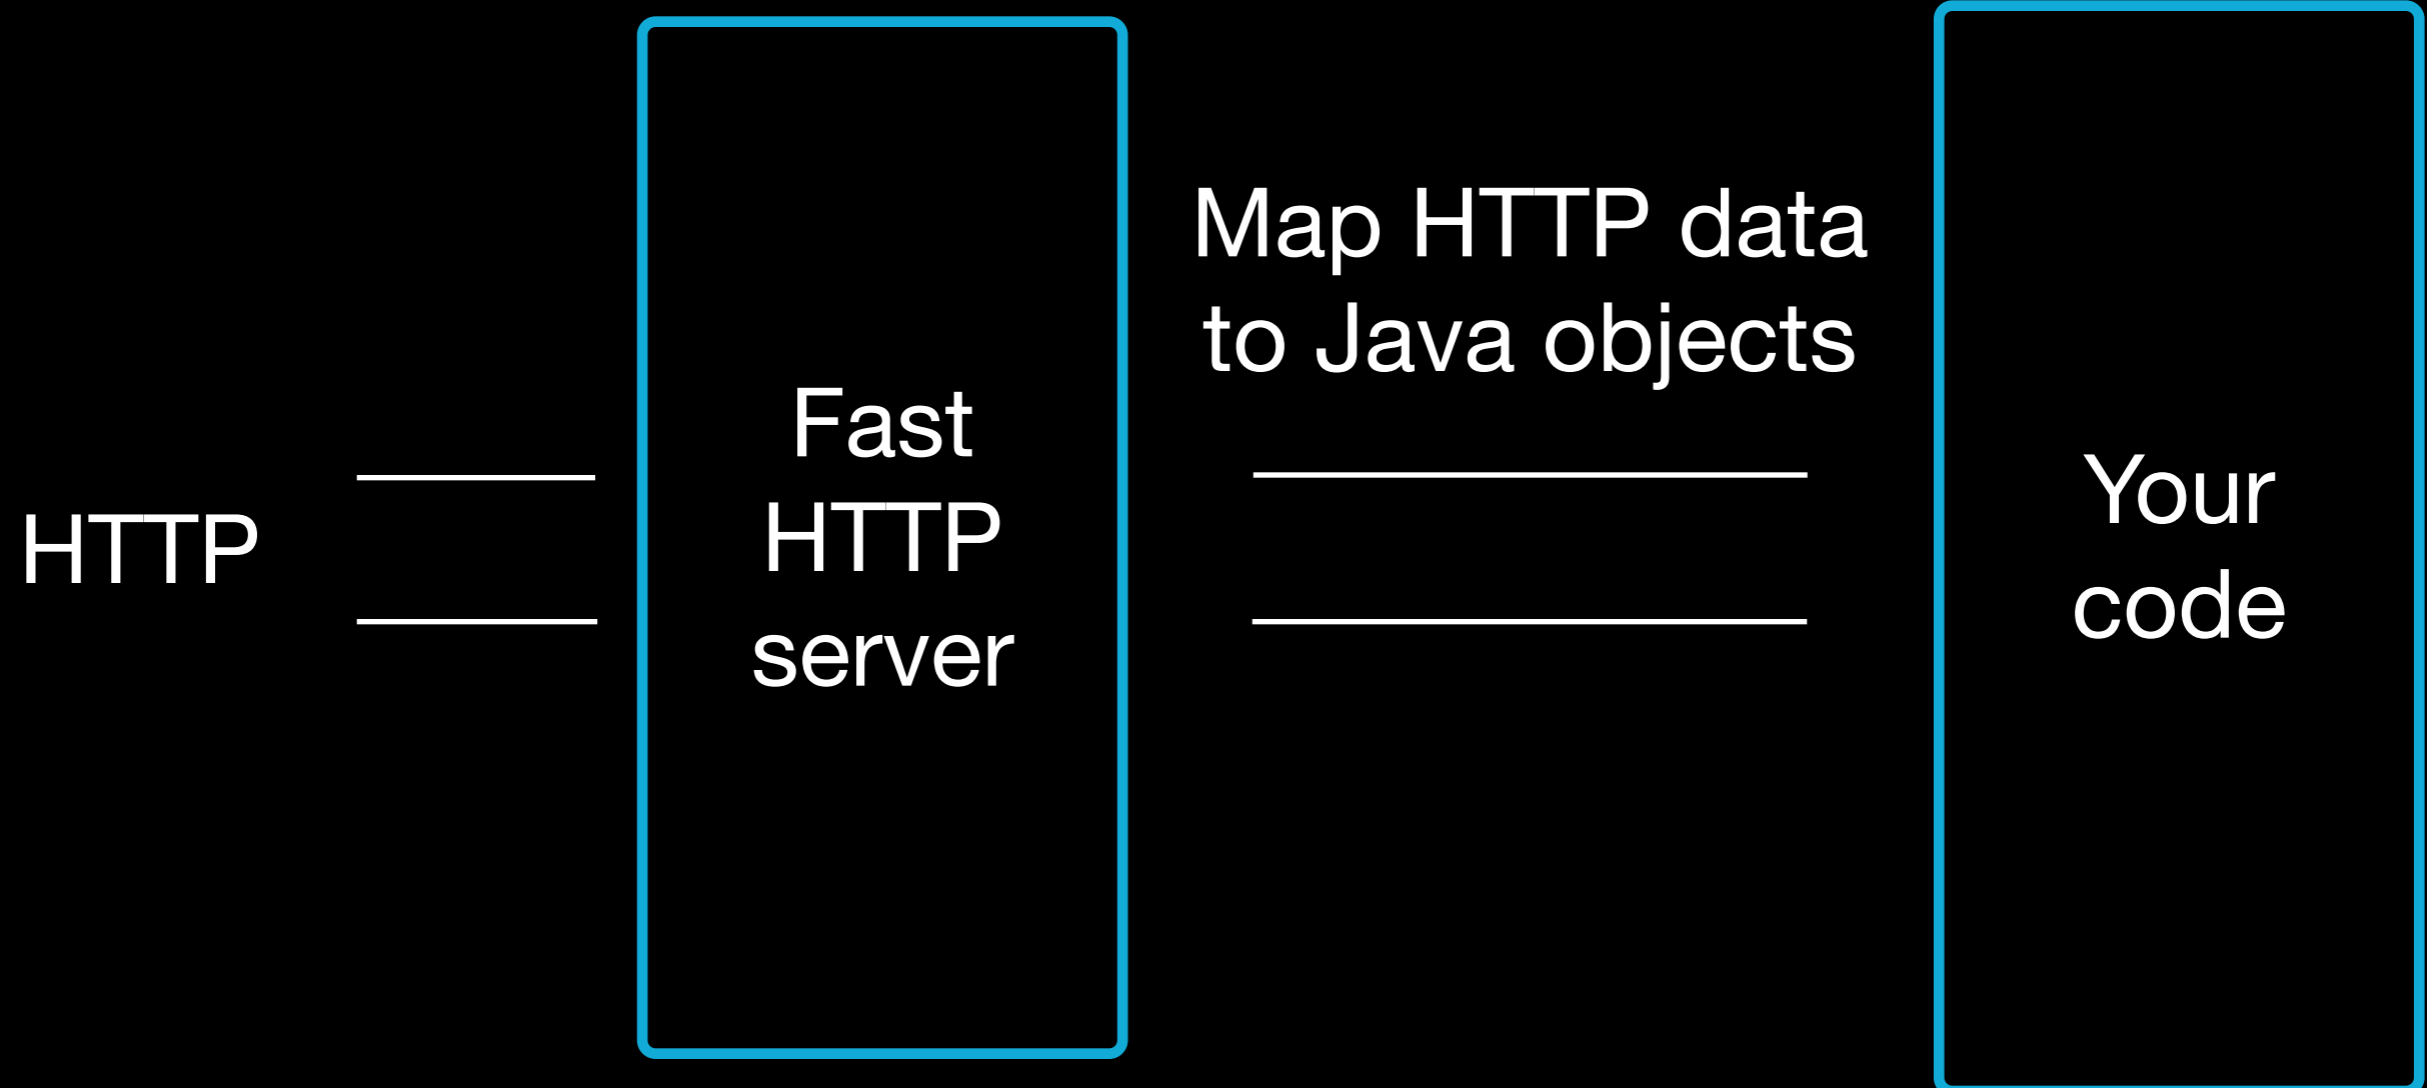 HTTP
Fast
HTTP
server
Map HTTP data
to Java objects
Your
code